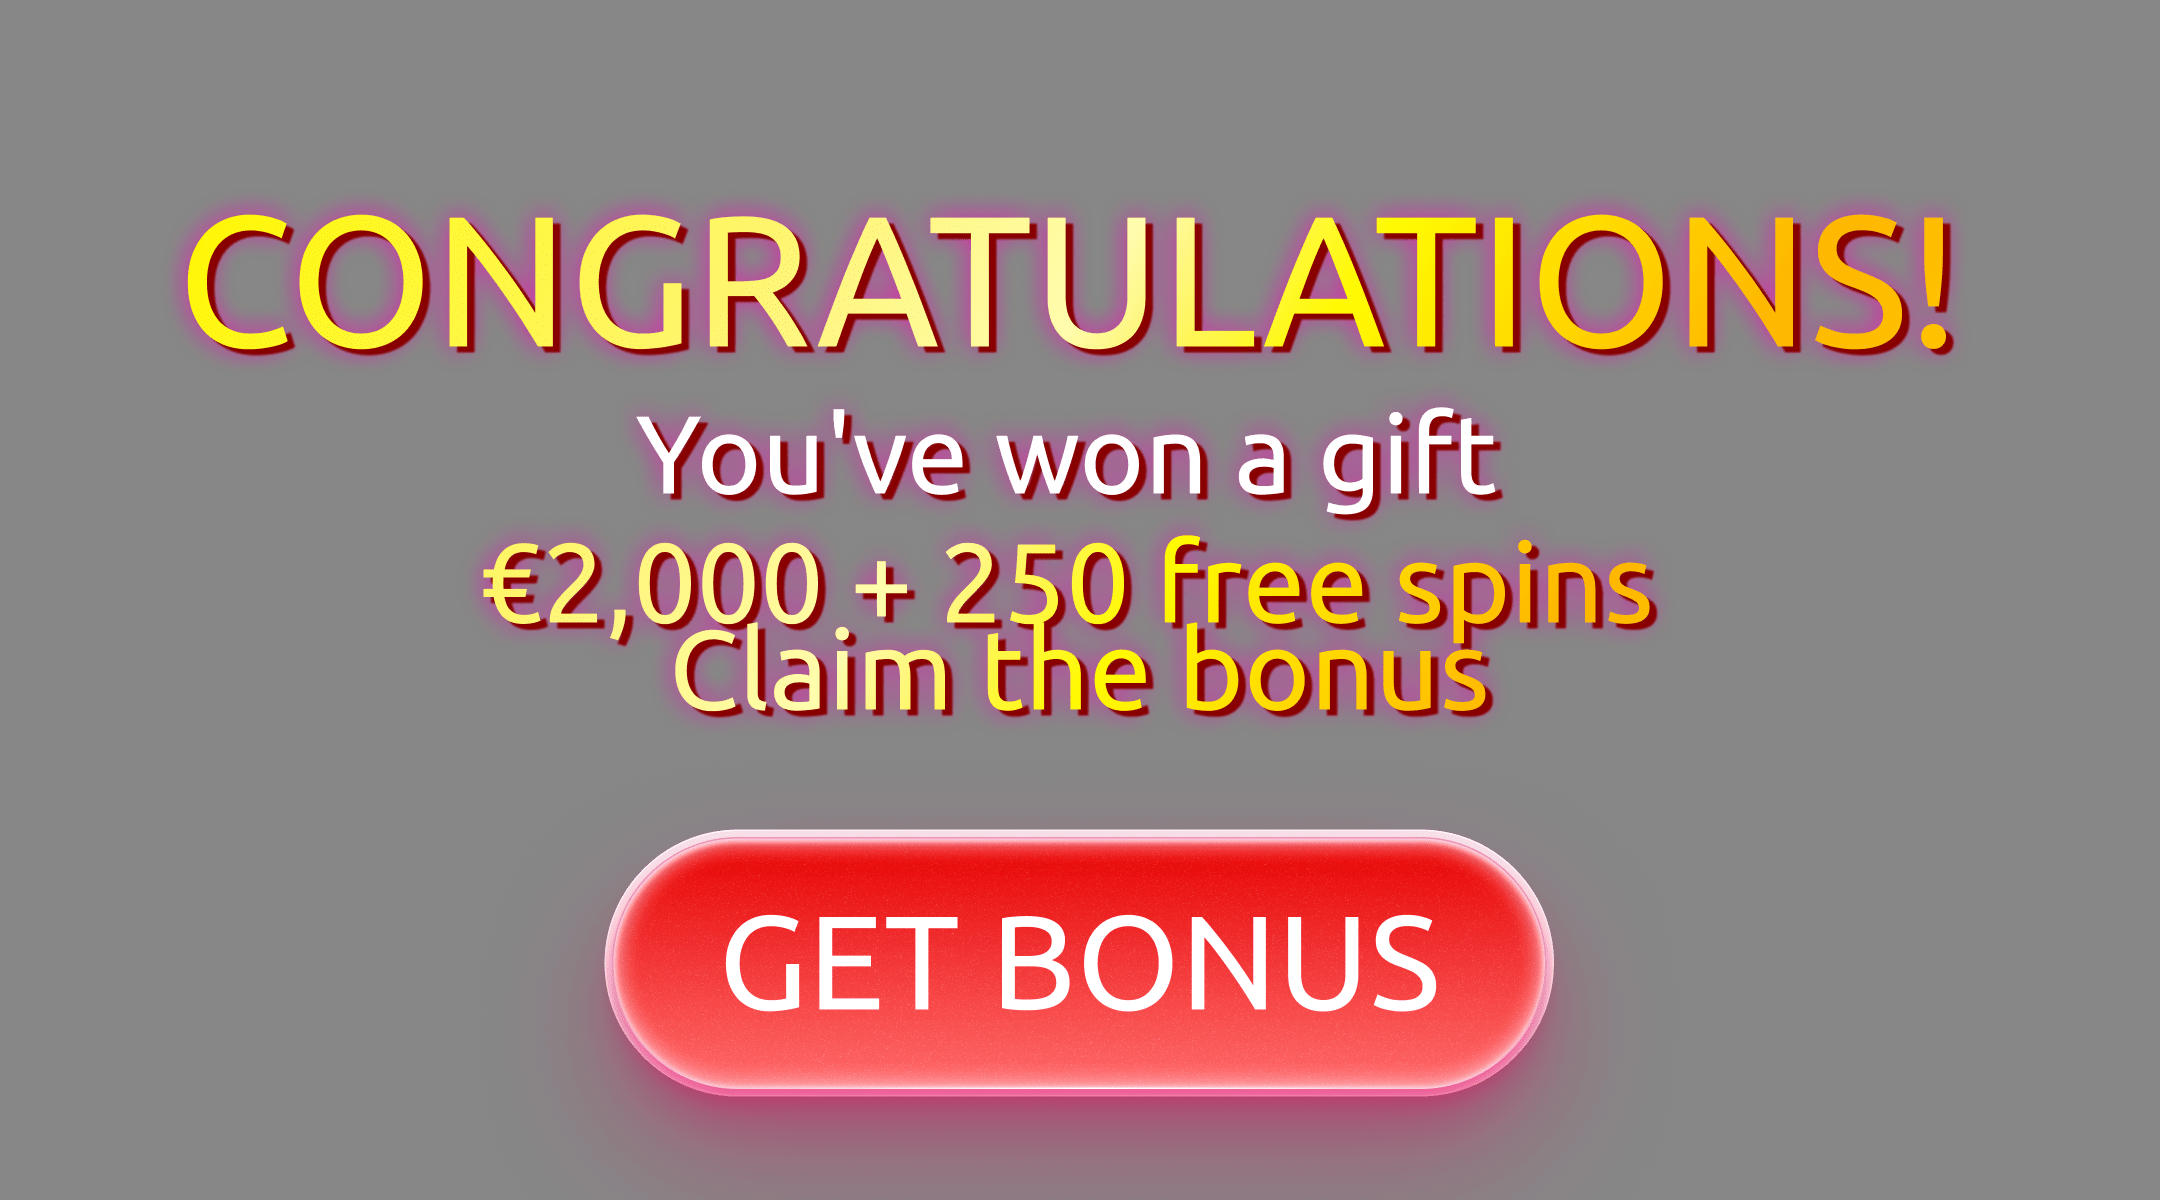 CONGRATULATIONS!
You've won a gift
€2,000 + 250 free spins
Claim the bonus
GET BONUS